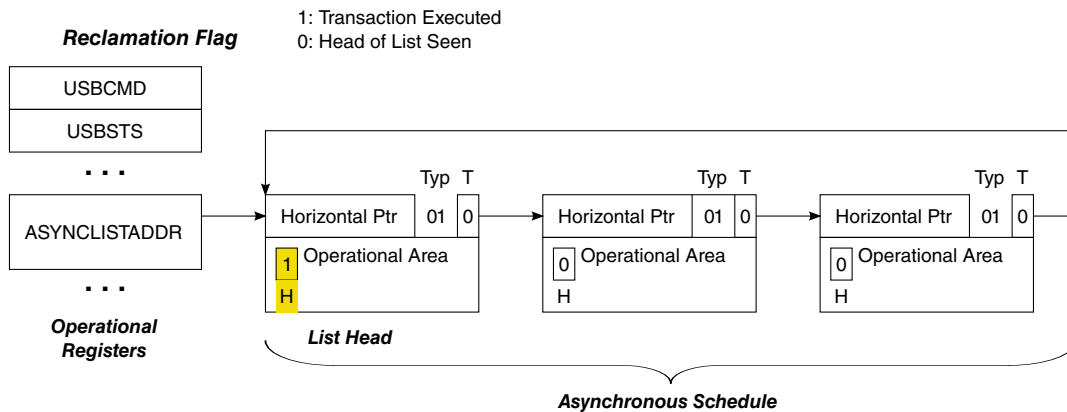 1: Transaction Executed
Reclamation Flag
0: Head of List Seen
USBCMD
USBSTS
...
Typ T Typ T Typ T
Horizontal Ptr 01 0 Horizontal Ptr 01 0 Horizontal Ptr 01 0
ASYNCLISTADDR
1 Operational Area 0 Operational Area 0 Operational Area
H H H
...
Operational
Registers
List Head
Asynchronous Schedule